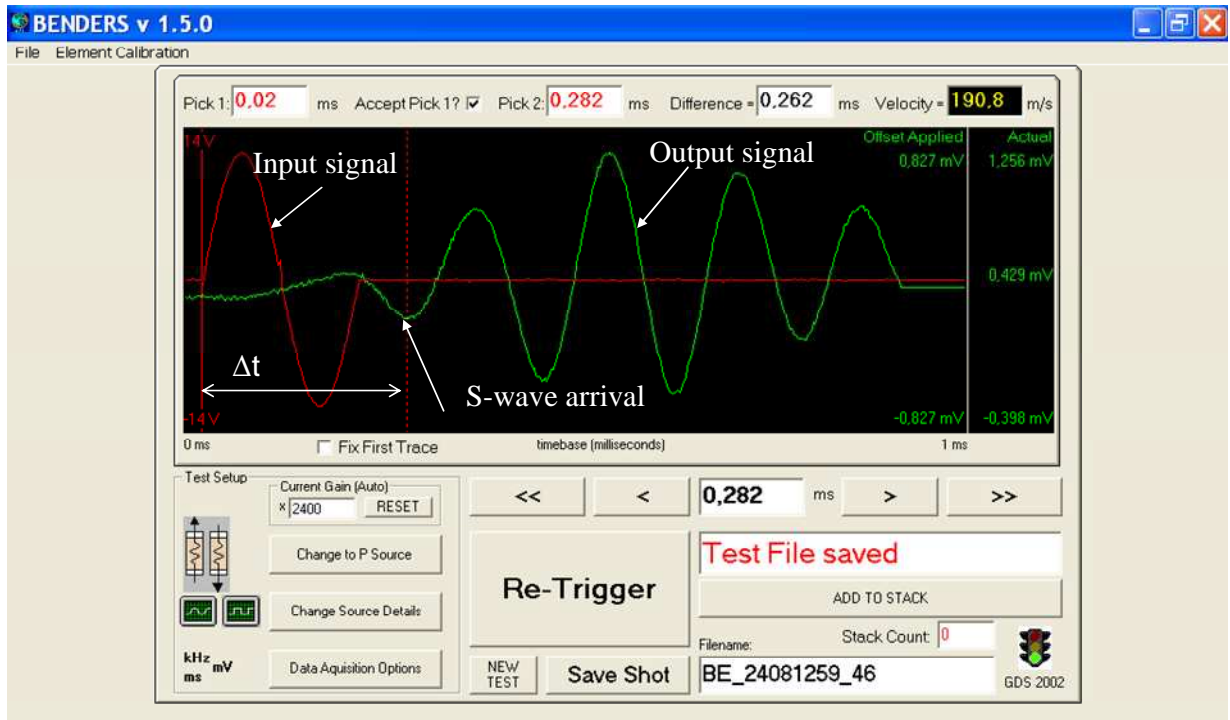 BENDERS v 1.5.0
File Element Calibration
Pick 1: 0,02 ms Accept Pick 1? Pick 2: 0,282 ms Difference = 0,262 ms Velocity = 190,8 m/s
14 V
Input signal
Output signal
Offset Applied
Actual
0,827 mV
1,256 mV
0,429 mV
Δt
S-wave arrival
-14 V
-0,827 mV
-0,398 mV
0 ms
Fix First Trace
timebase (milliseconds)
1 ms
Test Setup
Current Gain (Auto)
× 2400 RESET
<< < 0,282 ms > >>
Change to P Source
Re-Trigger
Test File saved
ADD TO STACK
Change Source Details
Stack Count: 0
Filename:
kHz
ms mV
Data Aquisition Options
NEW
TEST
Save Shot
BE_24081259_46
GDS 2002